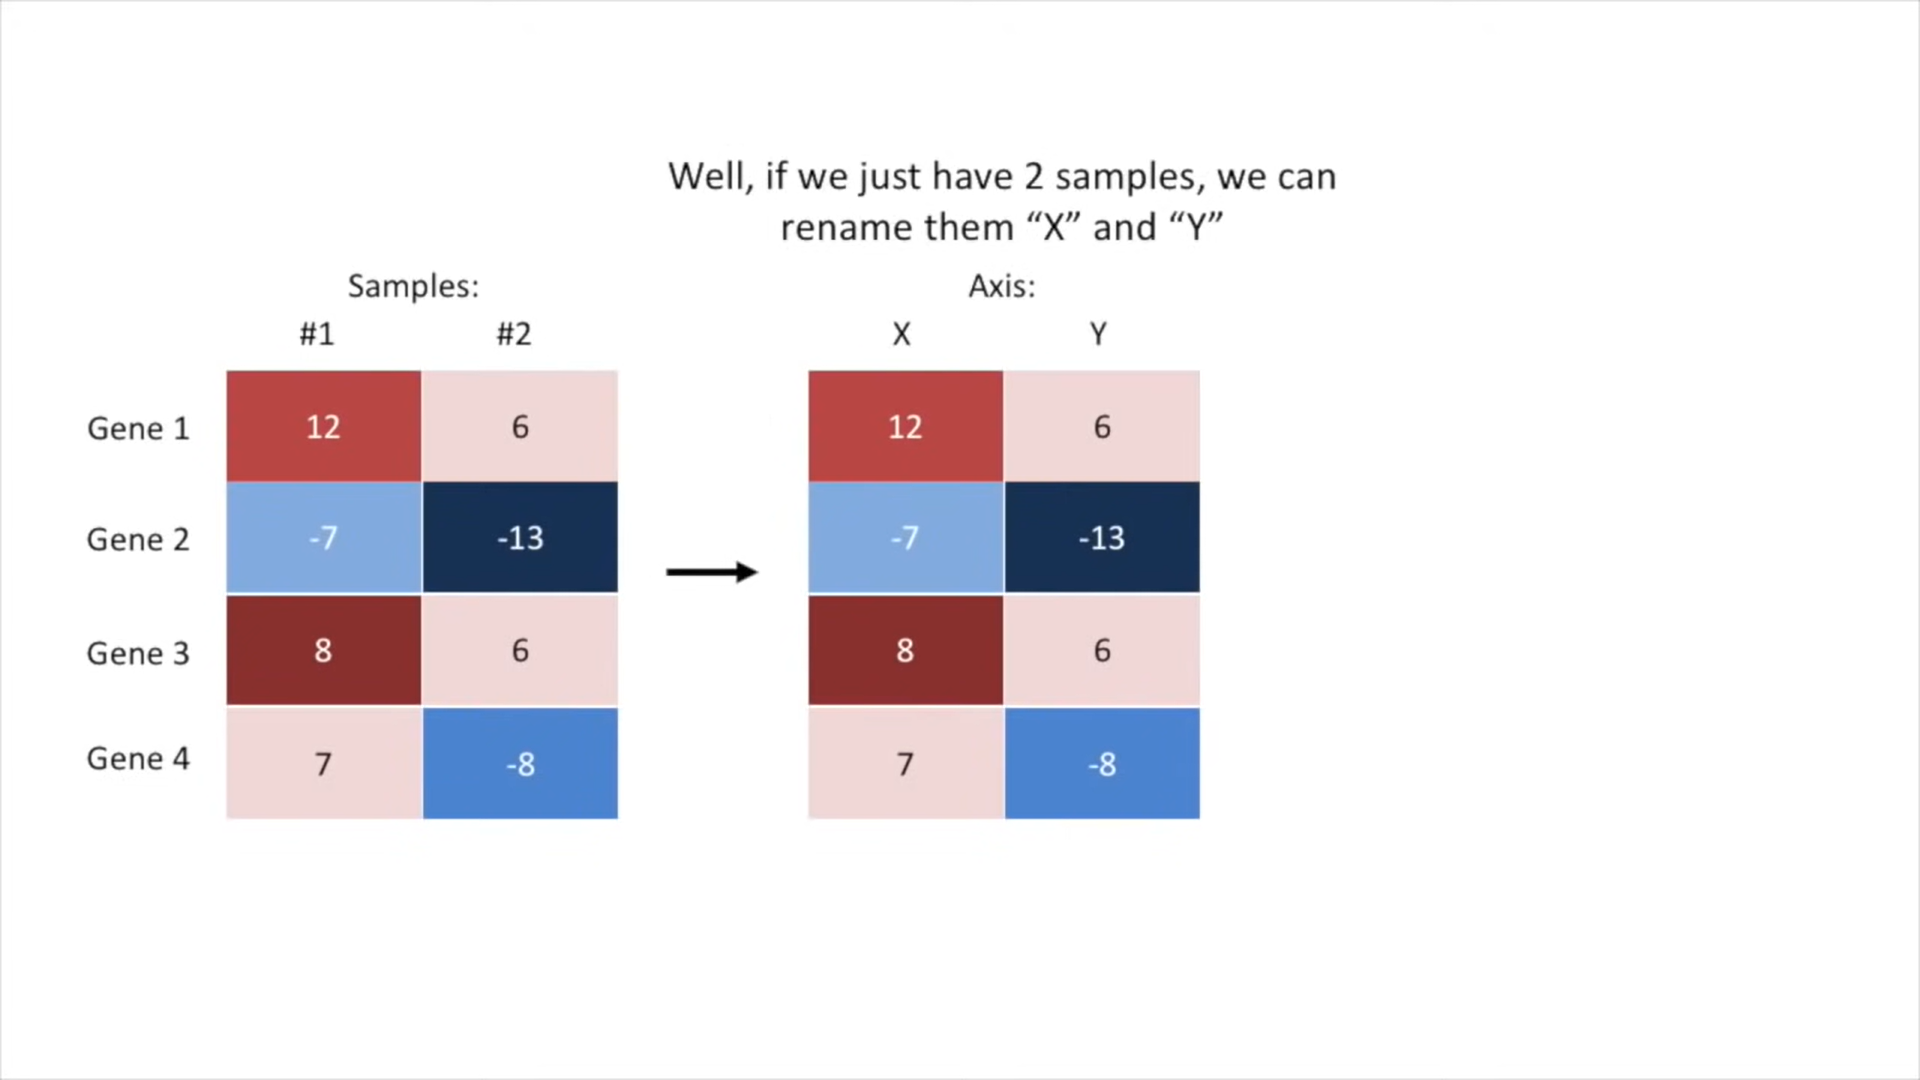 Well, if we just have 2 samples, we can
rename them “X” and “Y”
Samples:
Axis:
#1 #2
X Y
Gene 1 12 6
12 6
Gene 2 -7 -13
-7 -13
Gene 3 8 6
8 6
Gene 4 7 -8
7 -8